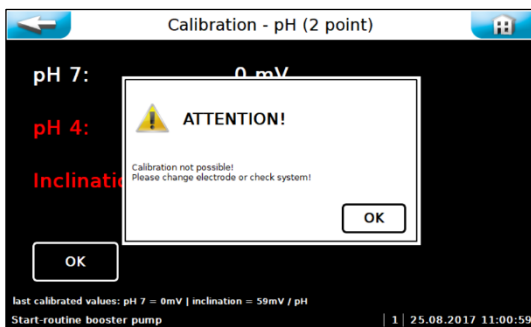 Calibration - pH (2 point)
pH 7: 0 mV
ATTENTION!
pH 4:
Calibration not possible!
Please change electrode or check system!
OK
OK
last calibrated values: pH 7 = 0mV | inclination = 59mV / pH
Start-routine booster pump | 1 | 25.08.2017 11:00:59